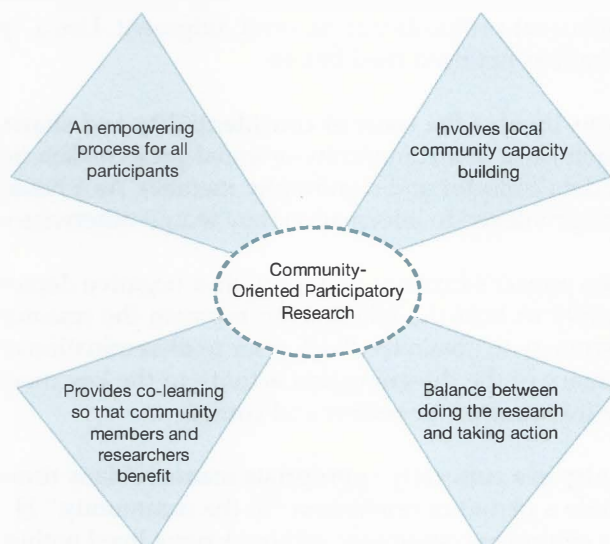 An empowering
process for all
participants
Involves local
community capacity
building
Community-
Oriented Participatory
Research
Provides co-learning
so that community
members and
researchers
benefit
Balance between
doing the research
and taking action